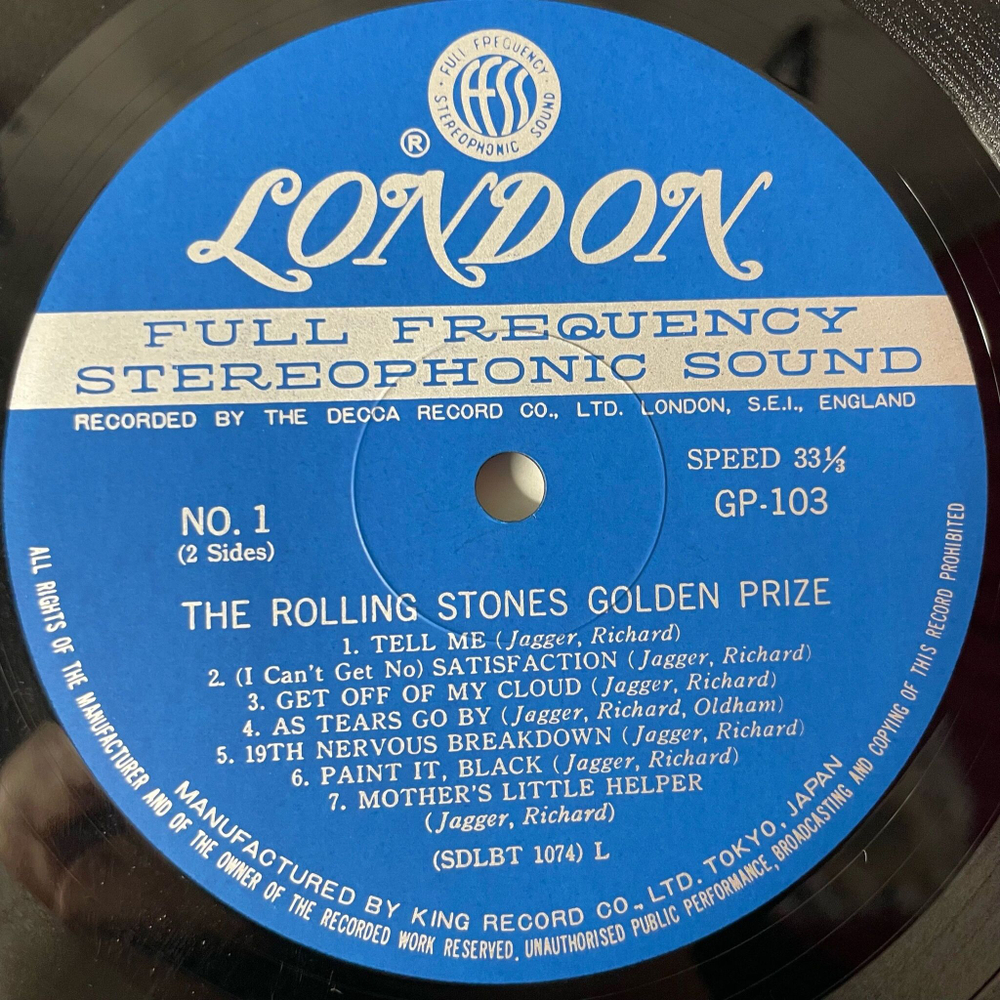 FULL FREQUENCY
ffss
STEREOPHONIC SOUND
®
LONDON
FULL FREQUENCY
STEREOPHONIC SOUND
RECORDED BY THE DECCA RECORD CO., LTD. LONDON, S.E.I., ENGLAND
SPEED 33⅓
GP-103
NO. 1
(2 Sides)
THE ROLLING STONES GOLDEN PRIZE
1. TELL ME (Jagger, Richard)
2. (I Can't Get No) SATISFACTION (Jagger, Richard)
3. GET OFF OF MY CLOUD (Jagger, Richard)
4. AS TEARS GO BY (Jagger, Richard, Oldham)
5. 19TH NERVOUS BREAKDOWN (Jagger, Richard)
6. PAINT IT, BLACK (Jagger, Richard)
7. MOTHER'S LITTLE HELPER
(Jagger, Richard)
(SDLBT 1074) L
MANUFACTURED BY KING RECORD CO., LTD. TOKYO, JAPAN
ALL RIGHTS OF THE MANUFACTURER AND OF THE OWNER OF THE RECORDED WORK RESERVED. UNAUTHORISED PUBLIC PERFORMANCE, BROADCASTING AND COPYING OF THIS RECORD PROHIBITED